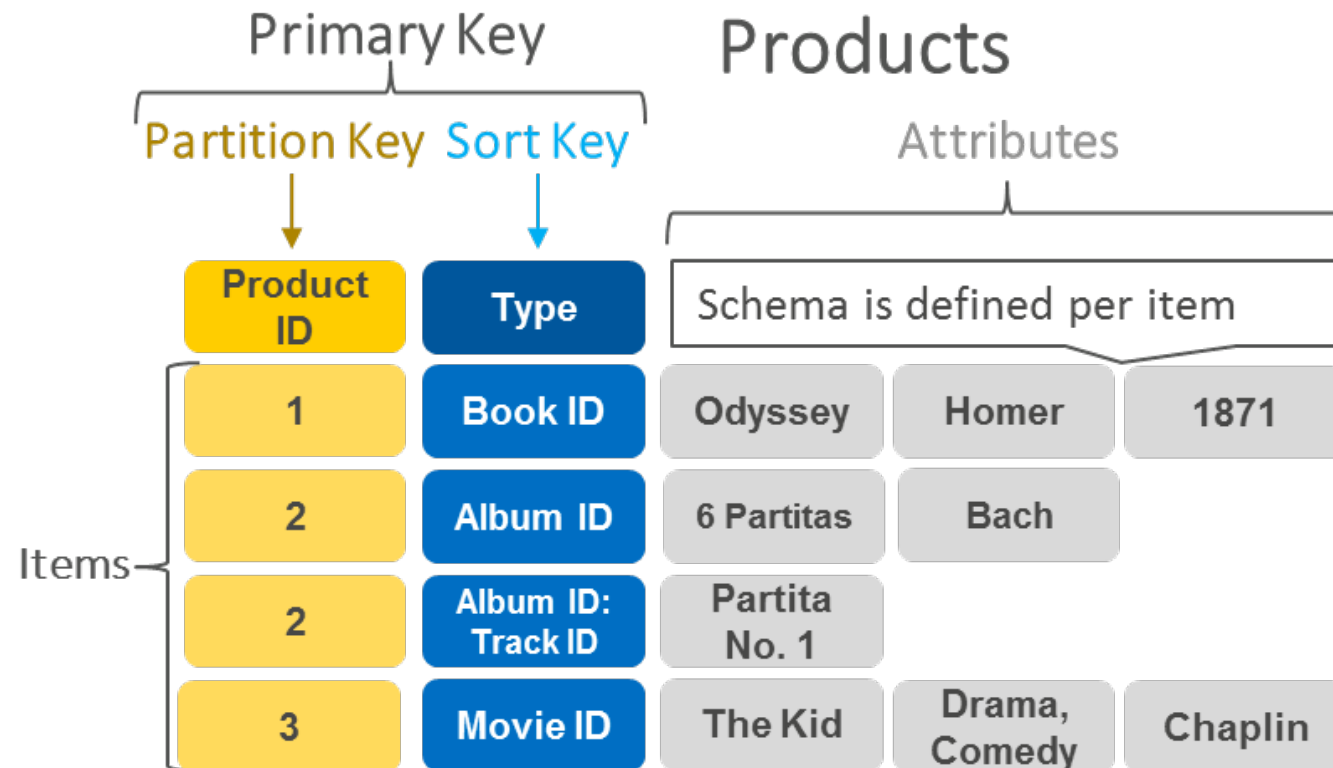 Primary Key
Products
Partition Key
Sort Key
Attributes
Product
ID
Type
Schema is defined per item
Items
1
Book ID
Odyssey
Homer
1871
2
Album ID
6 Partitas
Bach
2
Album ID:
Track ID
Partita
No. 1
3
Movie ID
The Kid
Drama,
Comedy
Chaplin